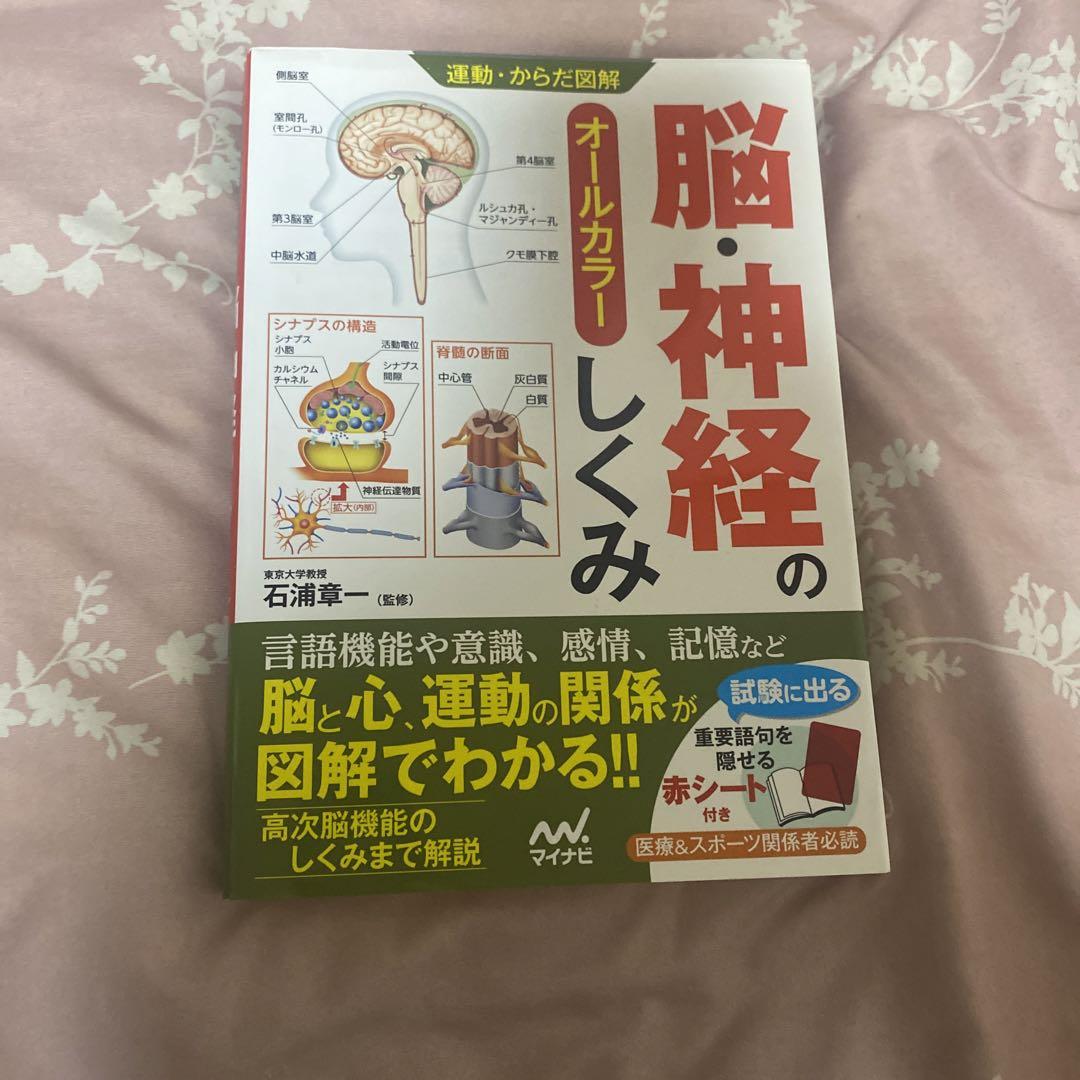 運動・からだ図解
脳・神経の
しくみ
オールカラー
側脳室
室間孔
(モンロー孔)
第4脳室
第3脳室
ルシュカ孔・
マジャンディー孔
中脳水道
クモ膜下腔
シナプスの構造
シナプス
小胞
活動電位
カルシウム
チャネル
シナプス
間隙
神経伝達物質
拡大(内部)
脊髄の断面
中心管
灰白質
白質
東京大学教授
石浦章一(監修)
言語機能や意識、感情、記憶など
脳と心、運動の関係が
図解でわかる!!
高次脳機能の
しくみまで解説
マイナビ
試験に出る
重要語句を
隠せる
赤シート
付き
医療&スポーツ関係者必読